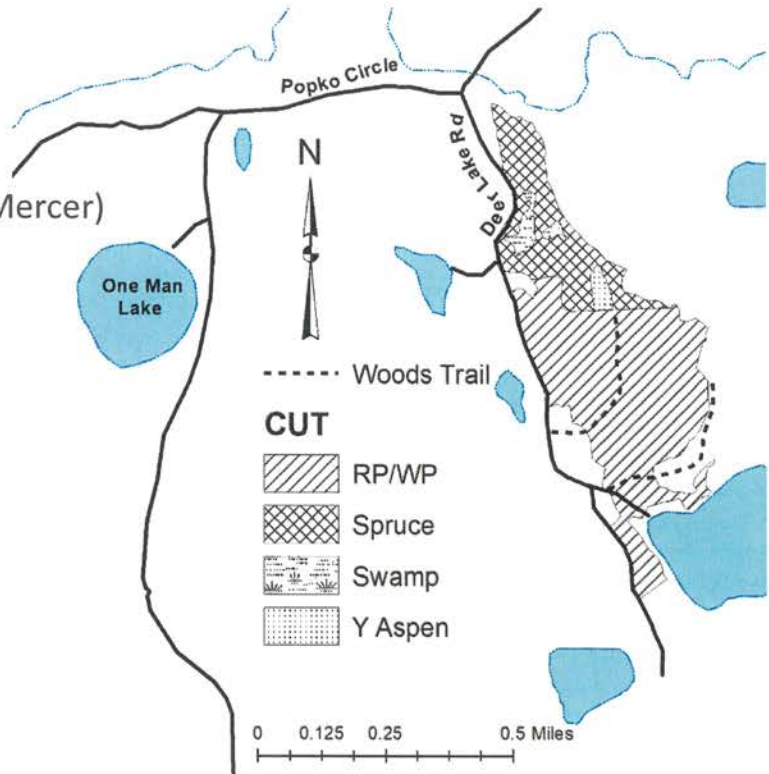 Popko Circle
Deer Lake Rd
N
Mercer)
One Man
Lake
Woods Trail
CUT
RP/WP
Spruce
Swamp
Y Aspen
0 0.125 0.25 0.5 Miles